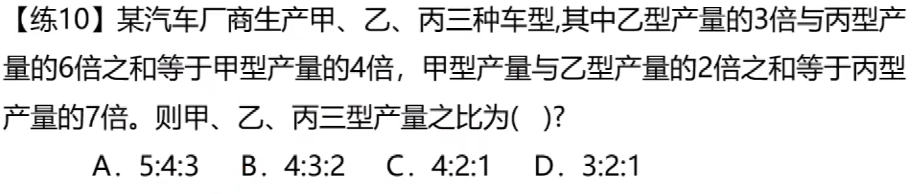 【练10】某汽车厂商生产甲、乙、丙三种车型,其中乙型产量的3倍与丙型产
量的6倍之和等于甲型产量的4倍，甲型产量与乙型产量的2倍之和等于丙型
产量的7倍。则甲、乙、丙三型产量之比为( )?
A. 5:4:3 B. 4:3:2 C. 4:2:1 D. 3:2:1